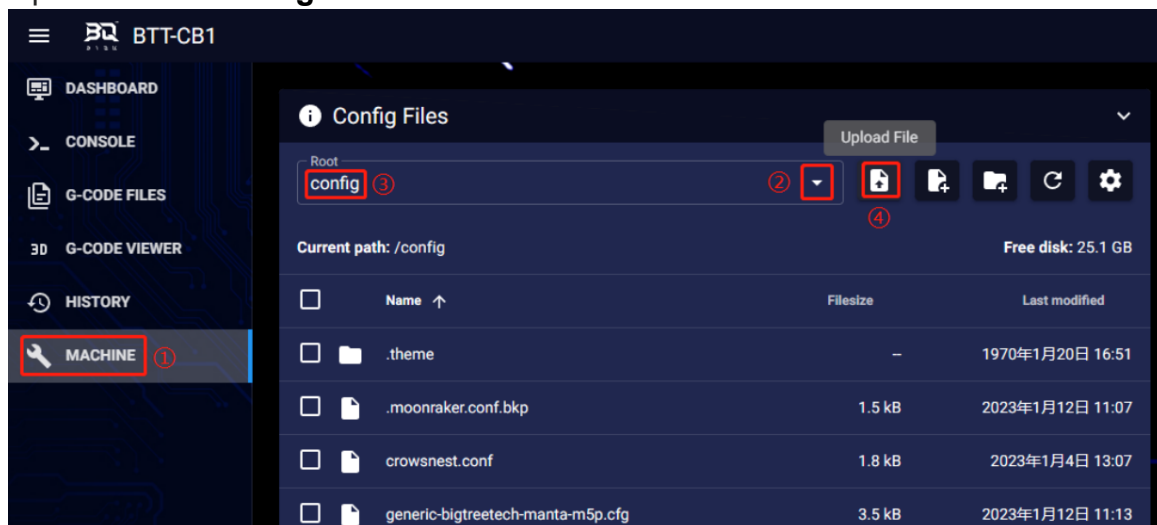 BTT-CB1
DASHBOARD
CONSOLE
G-CODE FILES
3D G-CODE VIEWER
HISTORY
MACHINE ①
Config Files
Upload File
Root
config ③
②
④
Current path: /config Free disk: 25.1 GB
Name ↑ Filesize Last modified
.theme -- 1970年1月20日 16:51
.moonraker.conf.bkp 1.5 kB 2023年1月12日 11:07
crowsnest.conf 1.8 kB 2023年1月4日 13:07
generic-bigtreetech-manta-m5p.cfg 3.5 kB 2023年1月12日 11:13